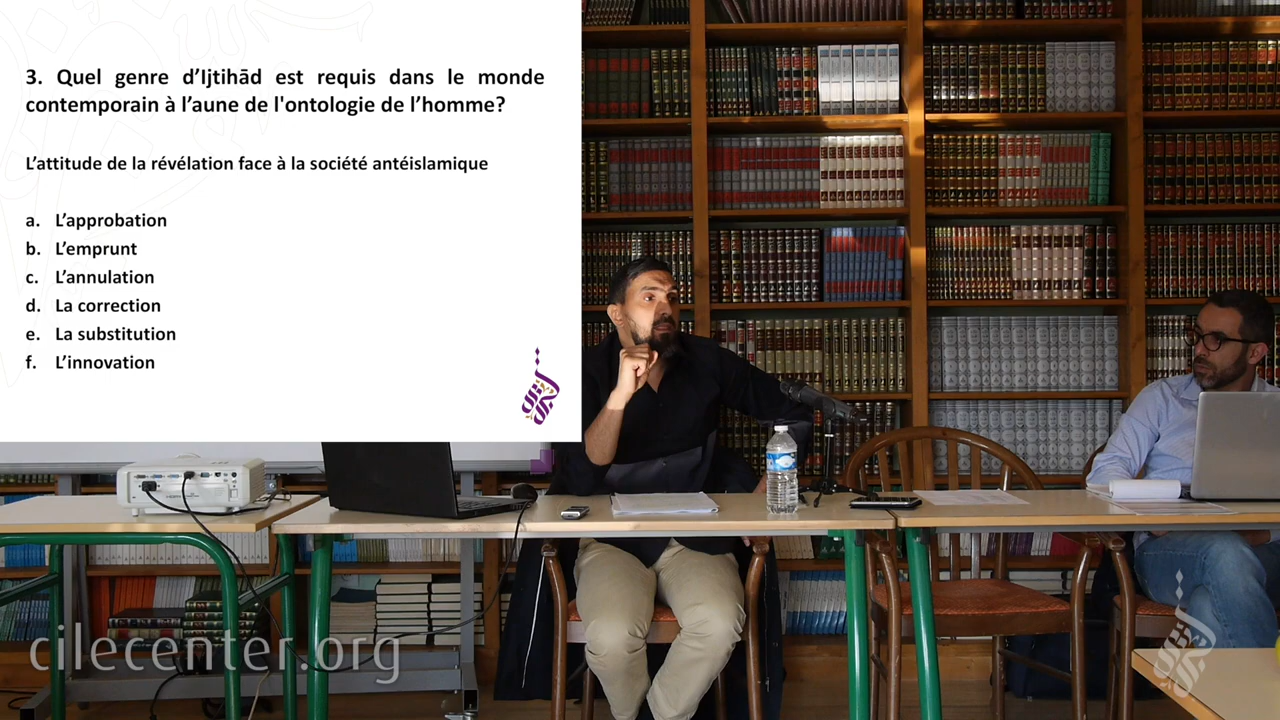 3. Quel genre d’Ijtihād est requis dans le monde
contemporain à l’aune de l'ontologie de l’homme?
L’attitude de la révélation face à la société antéislamique
a. L’approbation
b. L’emprunt
c. L’annulation
d. La correction
e. La substitution
f. L’innovation
cilecenter.org